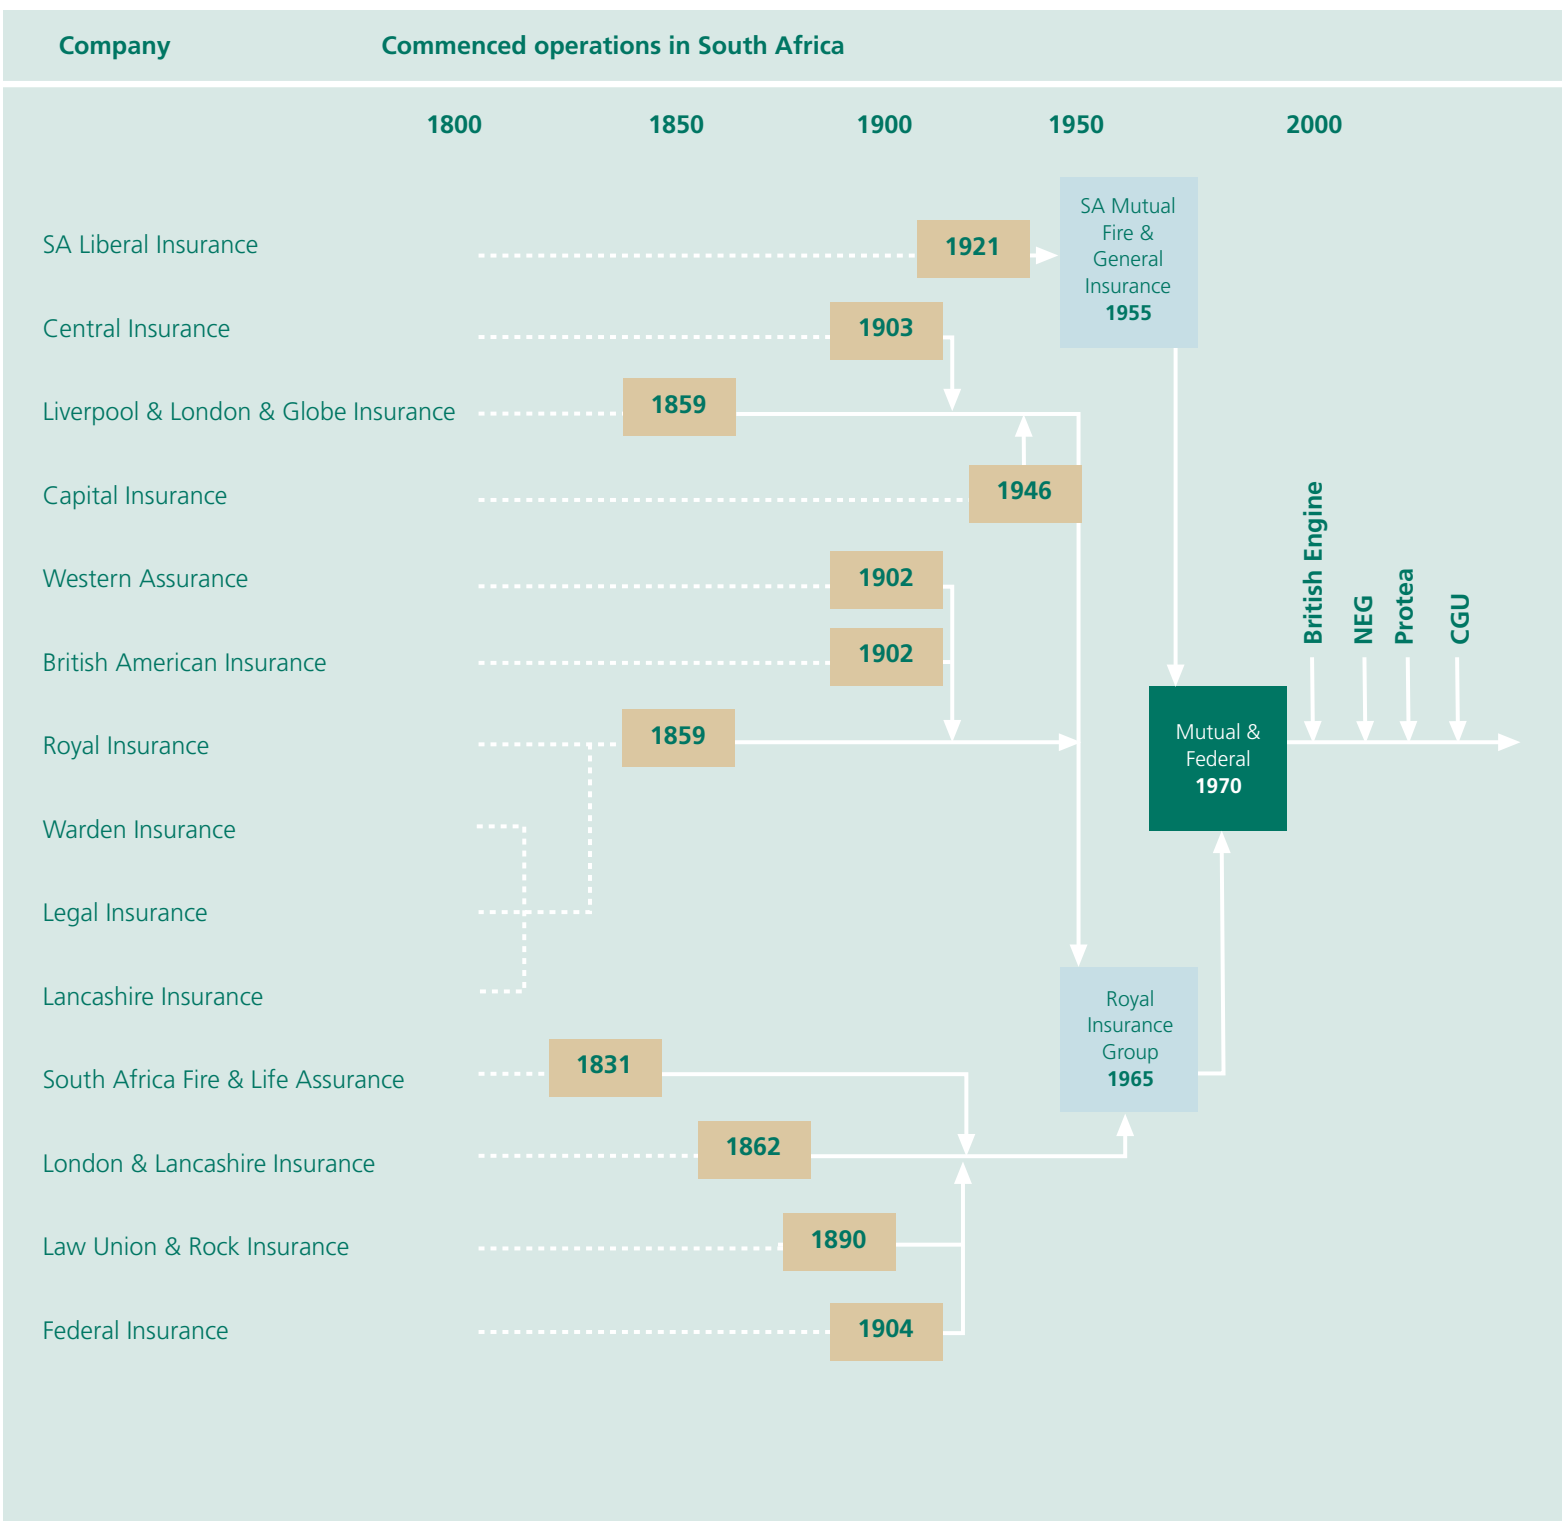 Company Commenced operations in South Africa
1800 1850 1900 1950 2000
SA Mutual
Fire &
General
Insurance
1955
SA Liberal Insurance 1921
Central Insurance 1903
Liverpool & London & Globe Insurance 1859
Capital Insurance 1946
Western Assurance 1902
British American Insurance 1902
Royal Insurance 1859
Warden Insurance
Legal Insurance
Lancashire Insurance
South Africa Fire & Life Assurance 1831
London & Lancashire Insurance 1862
Law Union & Rock Insurance 1890
Federal Insurance 1904
Royal
Insurance
Group
1965
Mutual &
Federal
1970
British Engine
NEG
Protea
CGU